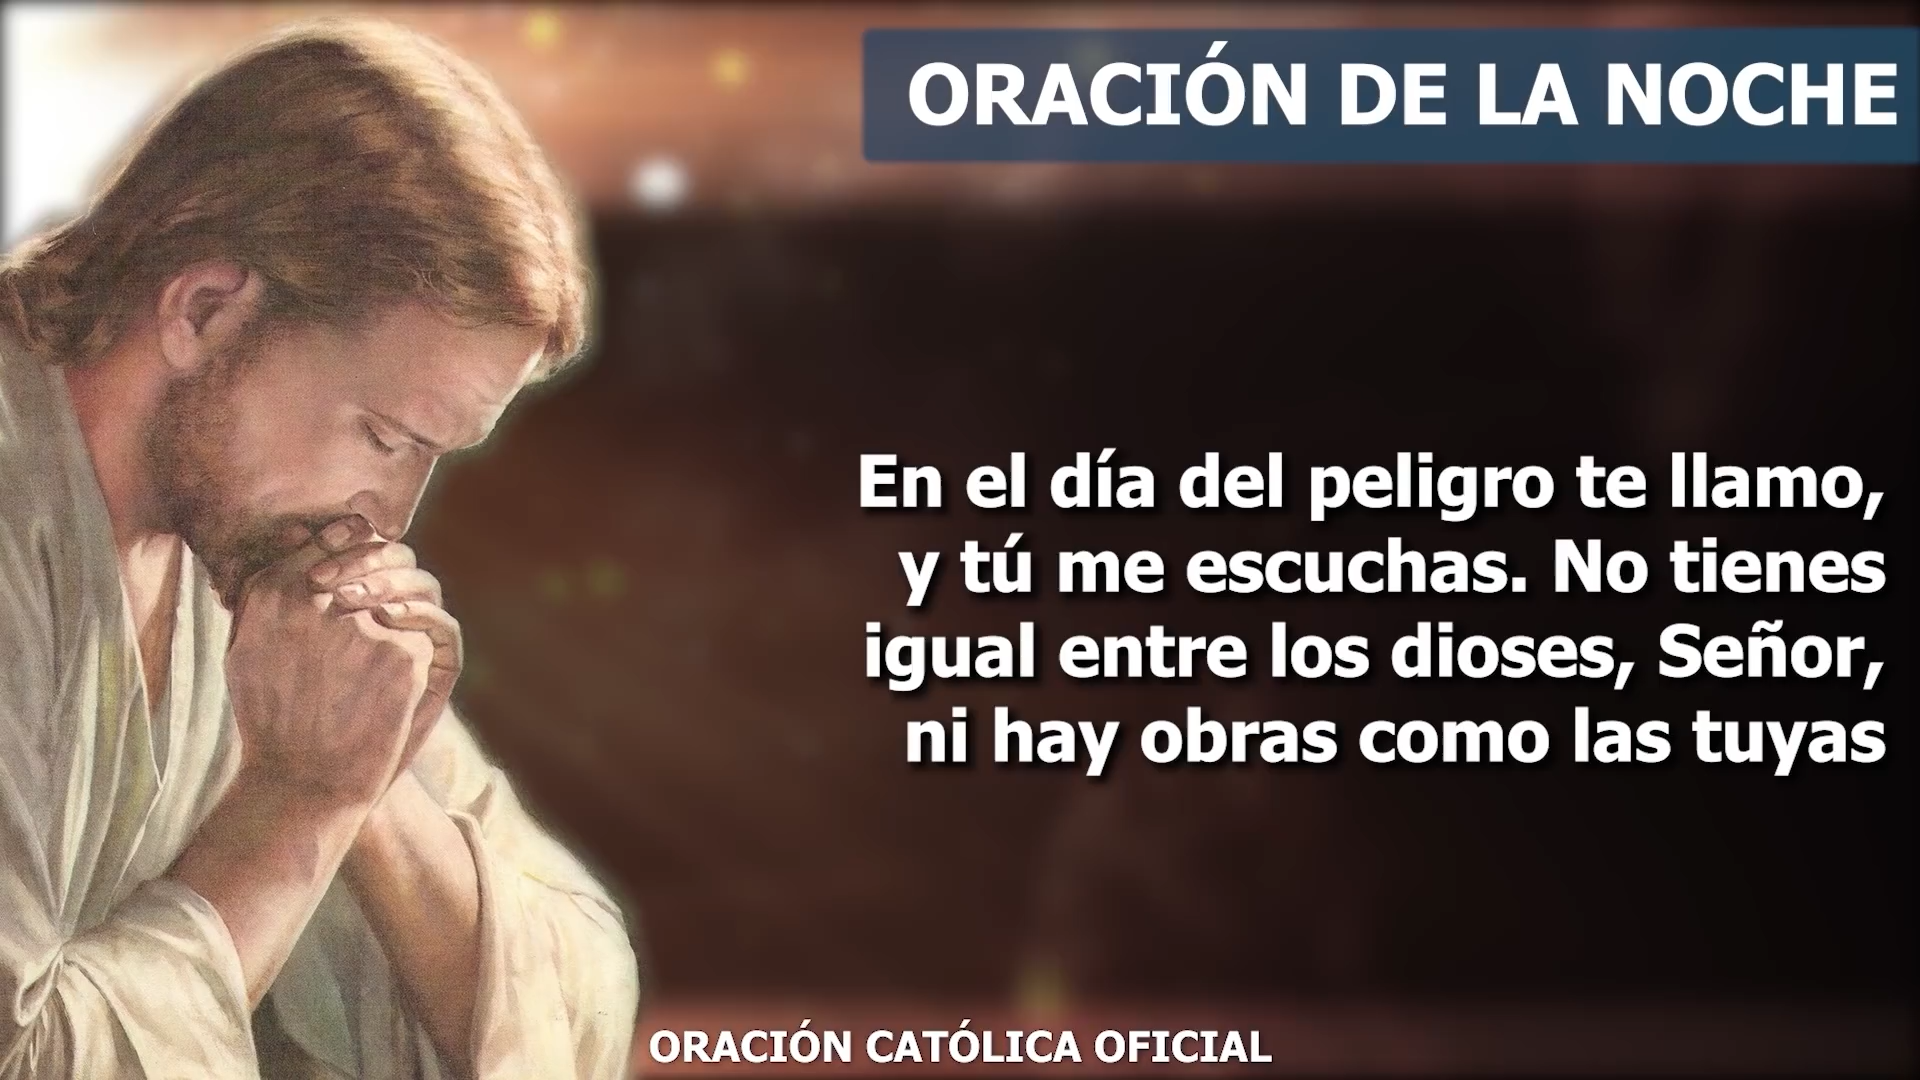 ORACIÓN DE LA NOCHE
En el día del peligro te llamo,
y tú me escuchas. No tienes
igual entre los dioses, Señor,
ni hay obras como las tuyas
ORACIÓN CATÓLICA OFICIAL